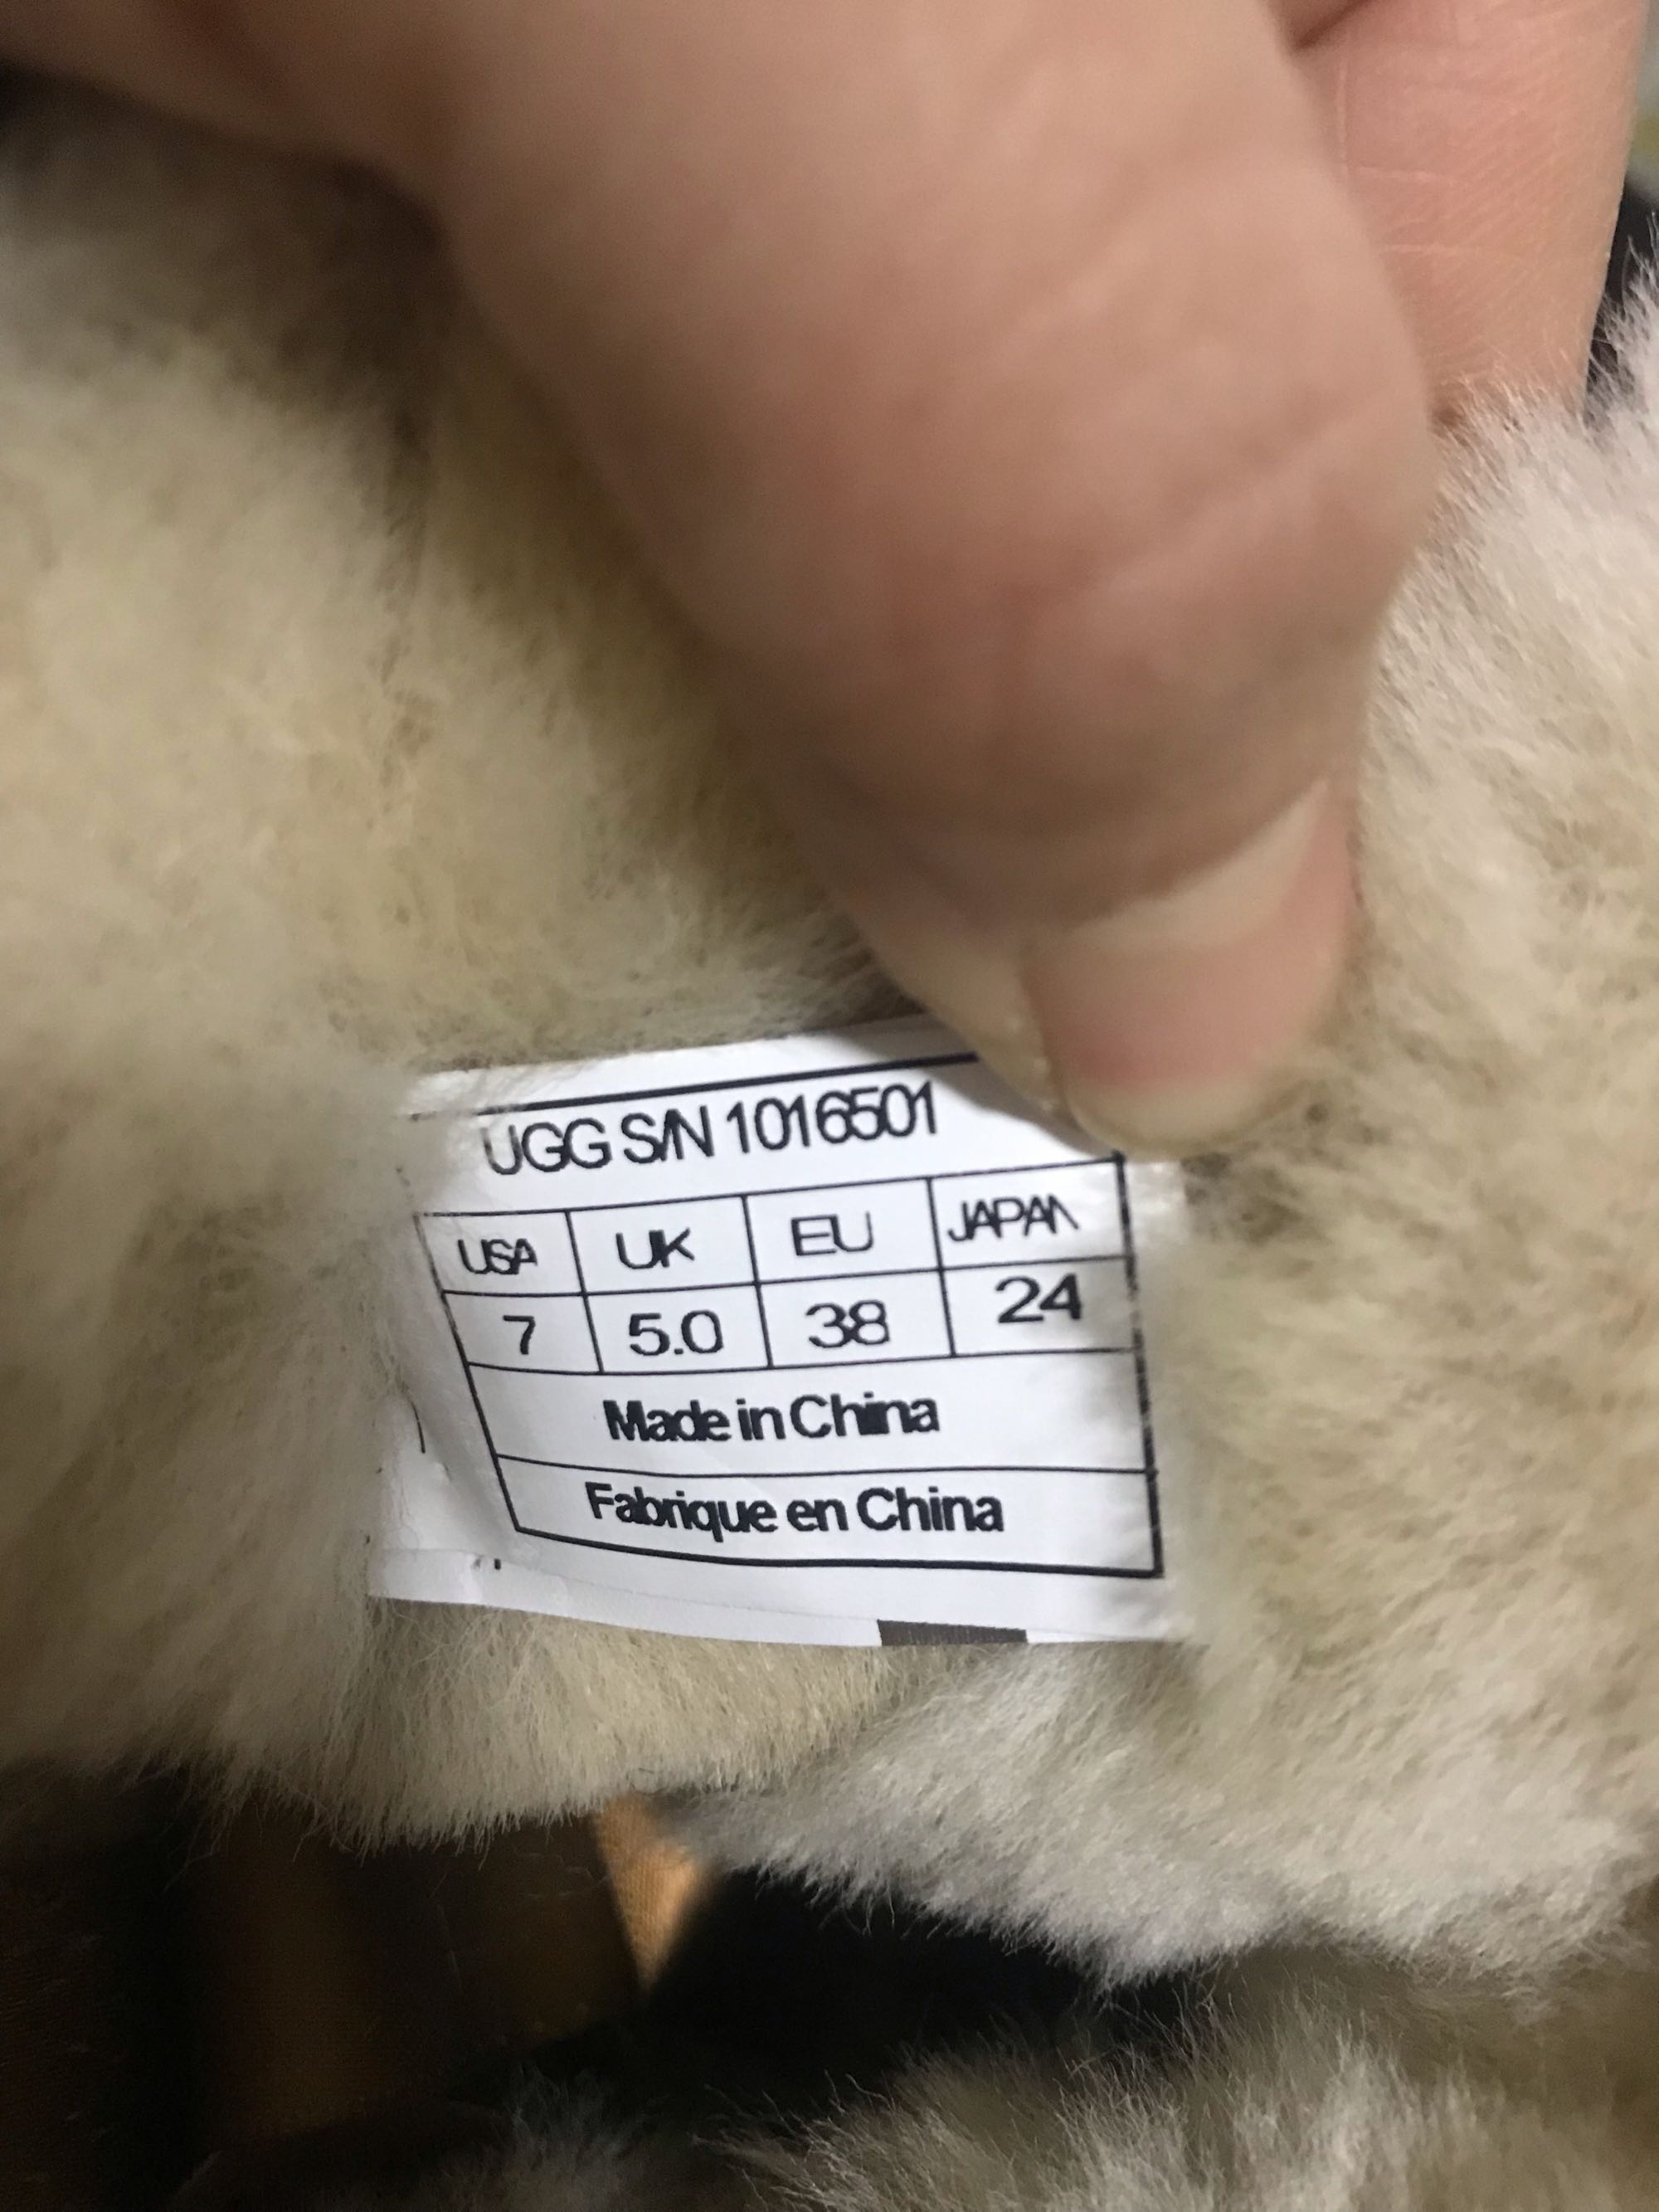 UGG S/N 1016501
USA UK EU JAPAN
7 5.0 38 24
Made in China
Fabrique en China